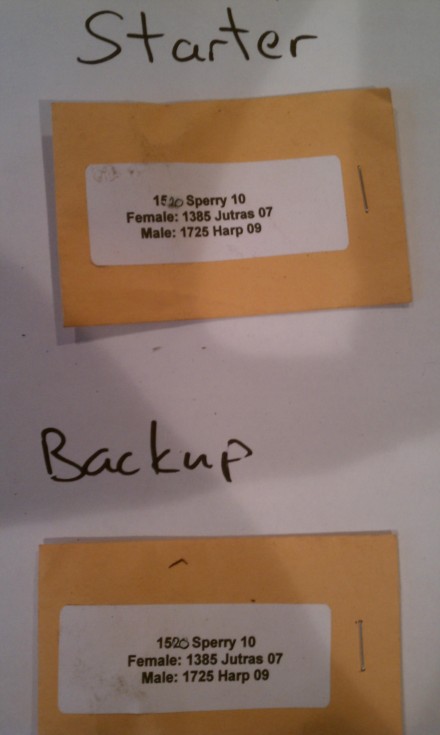 Starter
1520 Sperry 10
Female: 1385 Jutras 07
Male: 1725 Harp 09
Backup
1520 Sperry 10
Female: 1385 Jutras 07
Male: 1725 Harp 09